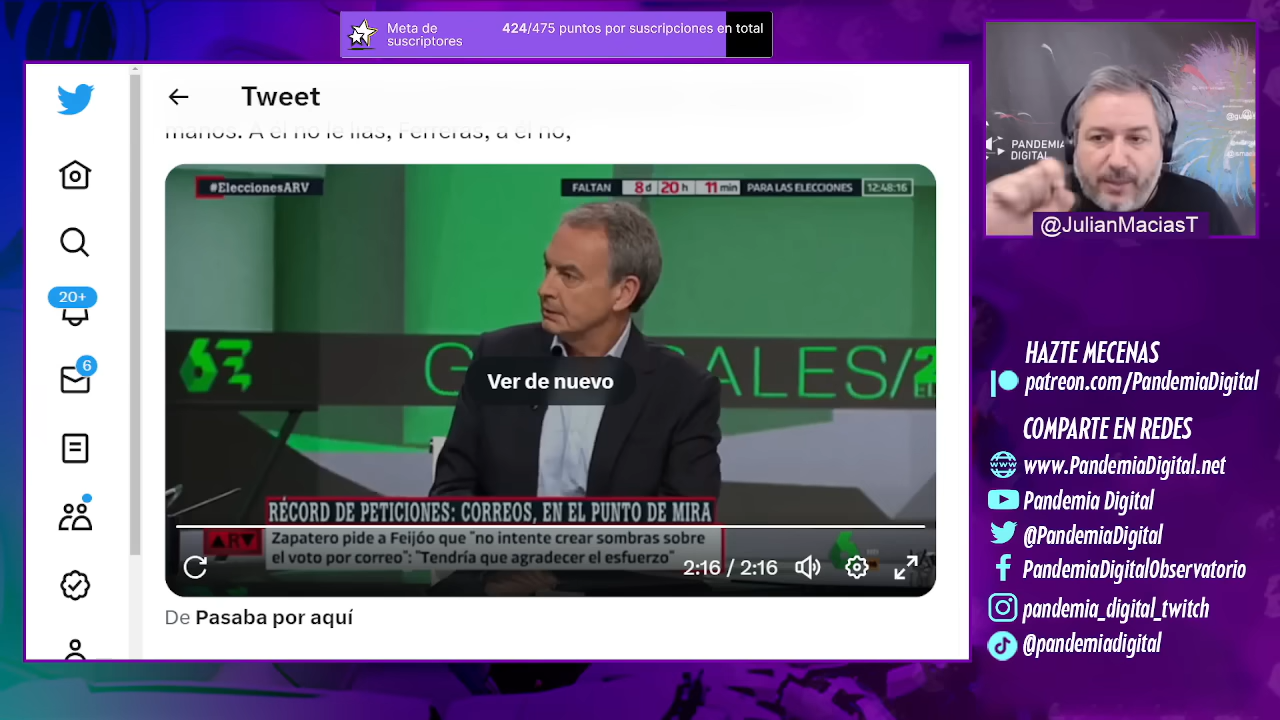 Meta de
suscriptores
424/475 puntos por suscripciones en total
Tweet
manos. A él no le lías, Ferreras, a él no,
#EleccionesARV
FALTAN 8 d 20 h 11 min PARA LAS ELECCIONES 12:48:16
Ver de nuevo
RÉCORD DE PETICIONES: CORREOS, EN EL PUNTO DE MIRA
ARV
Zapatero pide a Feijóo que "no intente crear sombras sobre
el voto por correo": "Tendría que agradecer el esfuerzo"
2:16 / 2:16
De Pasaba por aquí
20+
6
PANDEMIA
DIGITAL
@JulianMaciasT
HAZTE MECENAS
patreon.com/PandemiaDigital
COMPARTE EN REDES
www.PandemiaDigital.net
Pandemia Digital
@PandemiaDigital
PandemiaDigitalObservatorio
pandemia_digital_twitch
@pandemiadigital